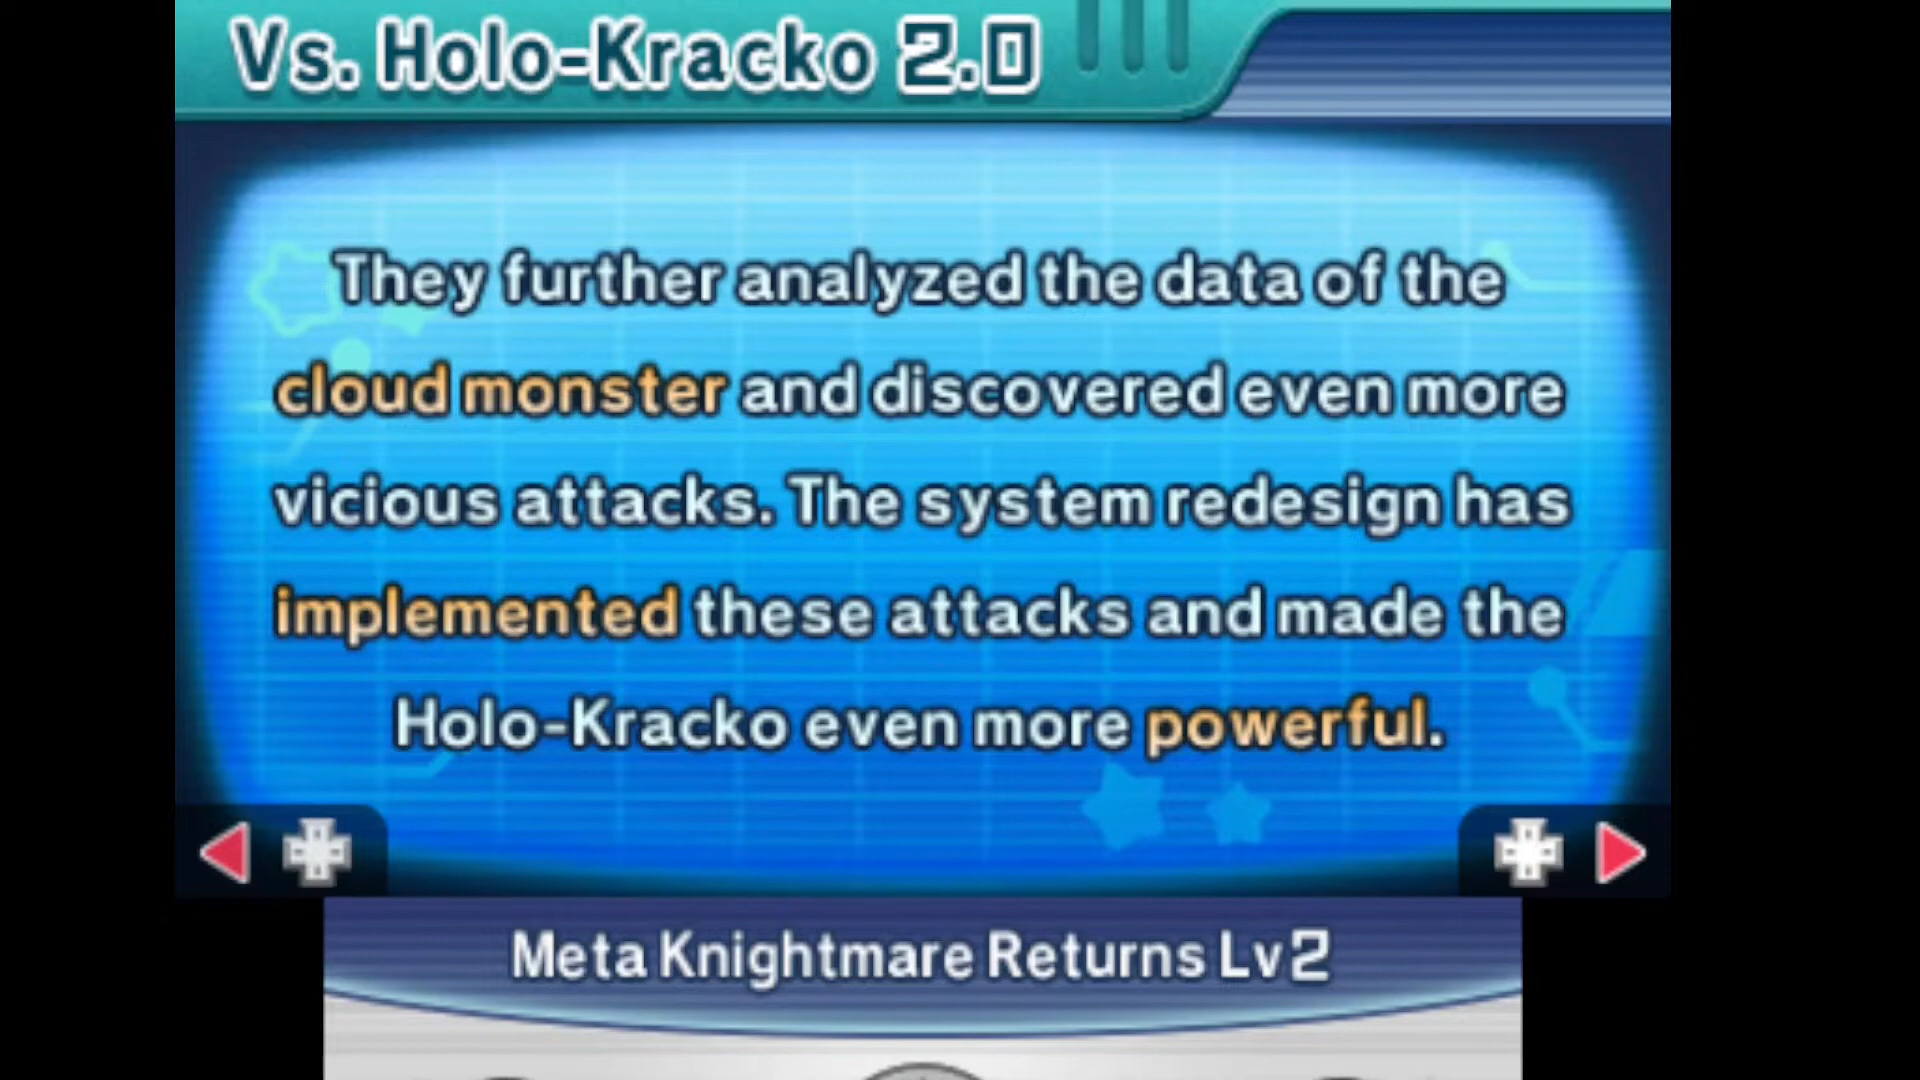 Vs. Holo-Kracko 2.0
They further analyzed the data of the
cloud monster and discovered even more
vicious attacks. The system redesign has
implemented these attacks and made the
Holo-Kracko even more powerful.
Meta Knightmare Returns Lv2